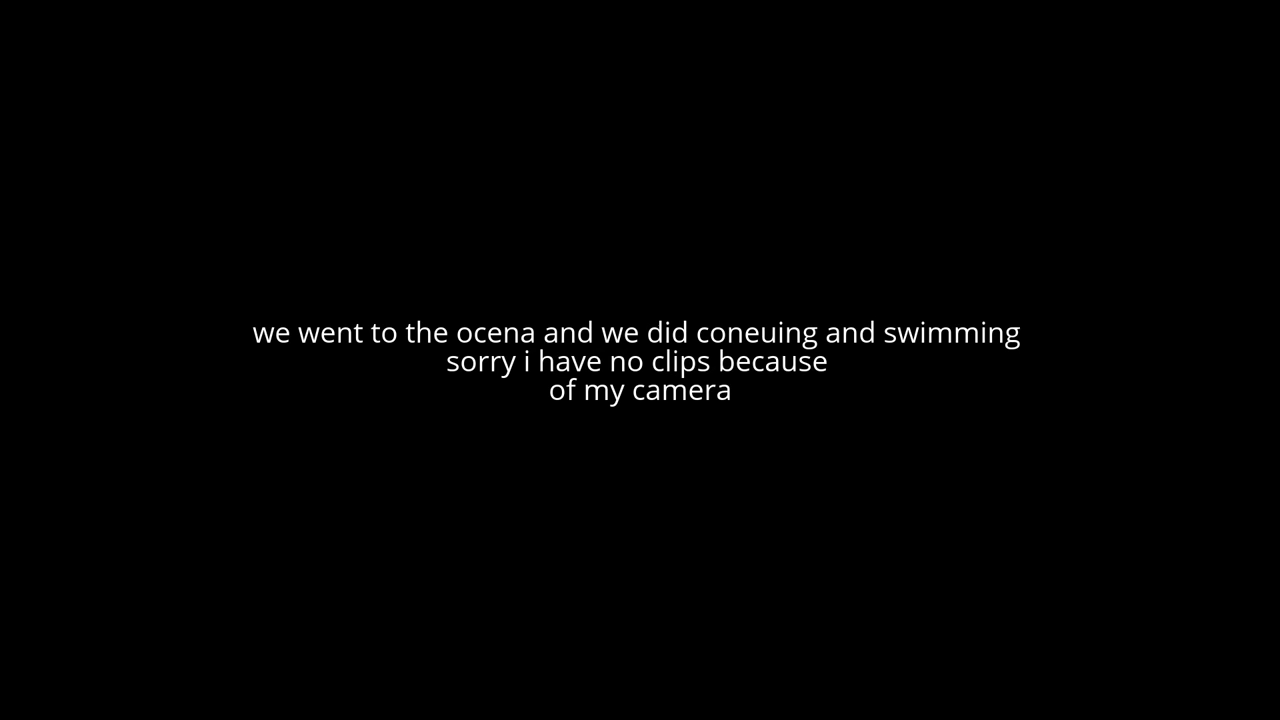 we went to the ocena and we did coneuing and swimming
sorry i have no clips because
of my camera